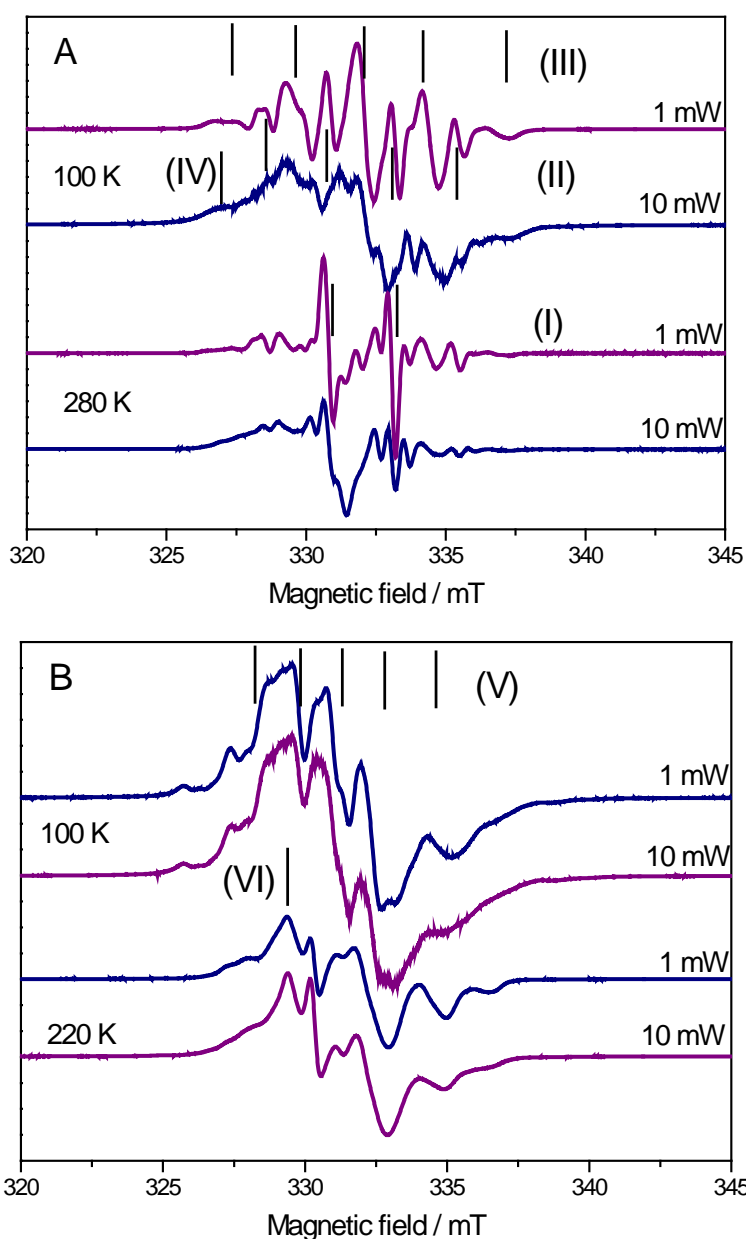 A
(III)
1 mW
100 K
(IV)
(II)
10 mW
(I)
1 mW
280 K
10 mW
320 325 330 335 340 345
Magnetic field / mT
B
(V)
1 mW
100 K
10 mW
(VI)
1 mW
220 K
10 mW
320 325 330 335 340 345
Magnetic field / mT